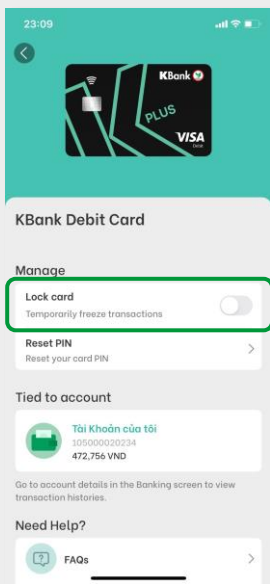 23:09
KBank
PLUS
VISA
Debit
KBank Debit Card
Manage
Lock card
Temporarily freeze transactions
Reset PIN
Reset your card PIN
Tied to account
Tài Khoản của tôi
105000020234
472,756 VND
Go to account details in the Banking screen to view
transaction histories.
Need Help?
FAQs